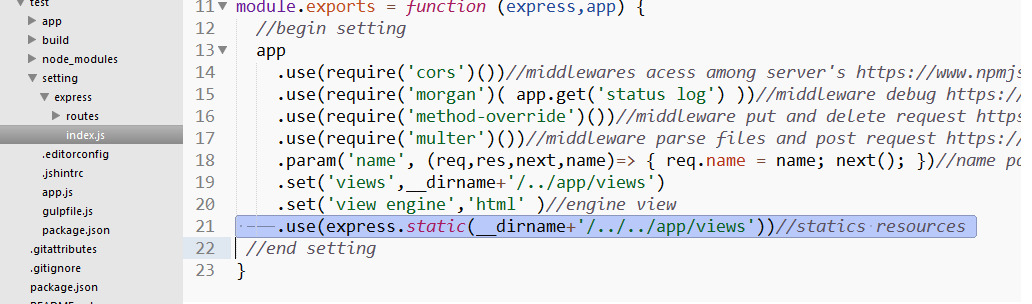 test
app
build
node_modules
setting
express
routes
index.js
.editorconfig
.jshintrc
app.js
gulpfile.js
package.json
.gitattributes
.gitignore
package.json
11 module.exports = function (express,app) {
12 //begin setting
13 app
14 .use(require('cors')())//middlewares acess among server's https://www.npmjs
15 .use(require('morgan')( app.get('status log') ))//middleware debug https://
16 .use(require('method-override')())//middleware put and delete request http
17 .use(require('multer')())//middleware parse files and post request https:/
18 .param('name', (req,res,next,name)=> { req.name = name; next(); })//name p
19 .set('views',__dirname+'/../app/views')
20 .set('view engine','html' )//engine view
21 .use(express.static(__dirname+'/../../app/views'))//statics resources
22 //end setting
23 }